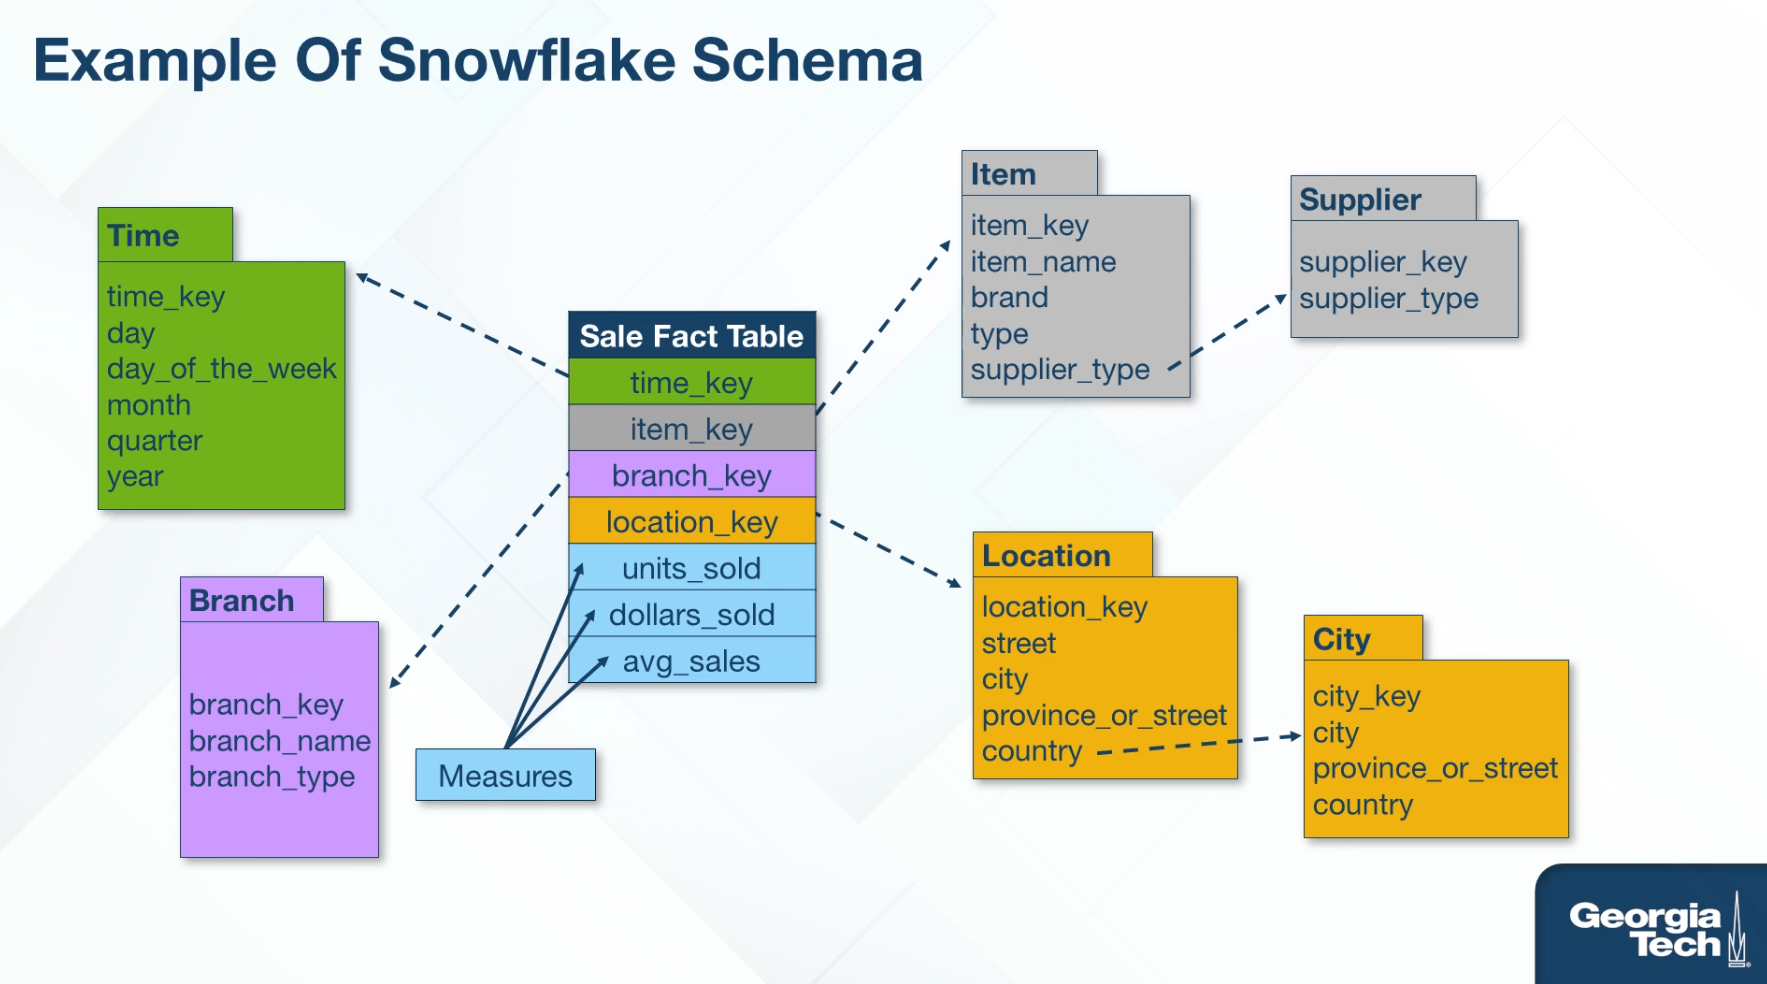 Example Of Snowflake Schema
Time
time_key
day
day_of_the_week
month
quarter
year
Branch
branch_key
branch_name
branch_type
Sale Fact Table
time_key
item_key
branch_key
location_key
units_sold
dollars_sold
avg_sales
Measures
Item
item_key
item_name
brand
type
supplier_type
Supplier
supplier_key
supplier_type
Location
location_key
street
city
province_or_street
country
City
city_key
city
province_or_street
country
Georgia
Tech